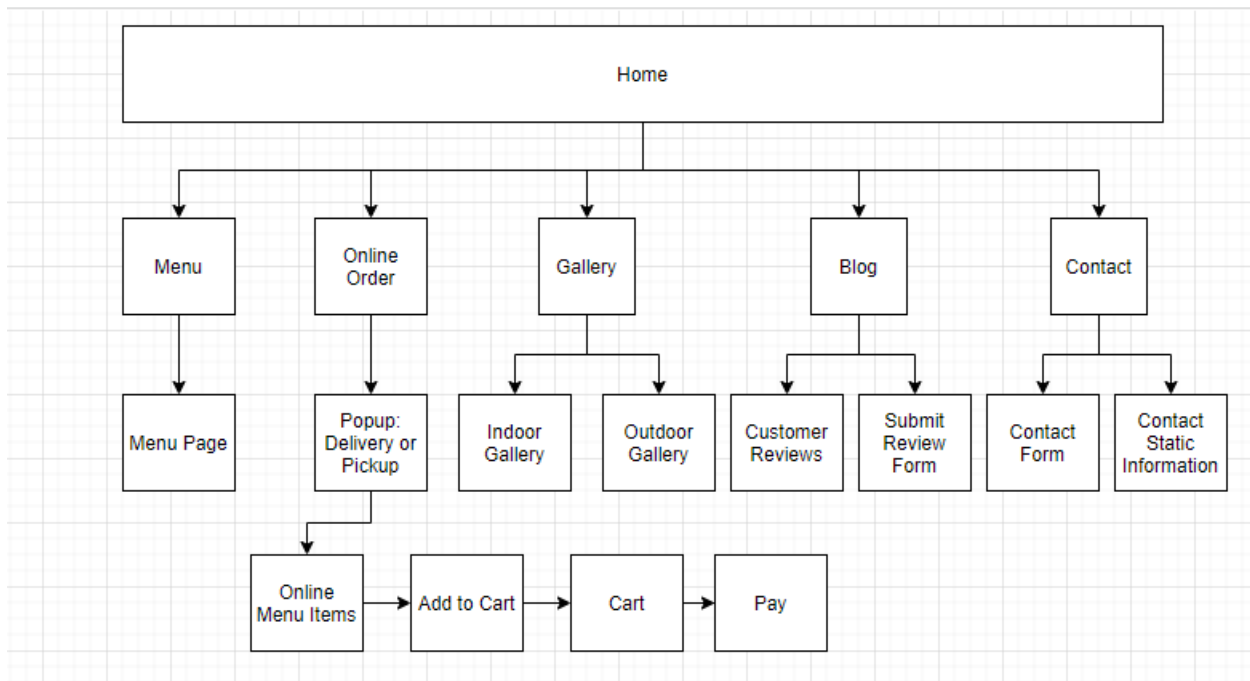 Home
Menu
Online
Order
Gallery
Blog
Contact
Menu Page
Popup:
Delivery or
Pickup
Indoor
Gallery
Outdoor
Gallery
Customer
Reviews
Submit
Review
Form
Contact
Form
Contact
Static
Information
Online
Menu Items
Add to Cart
Cart
Pay